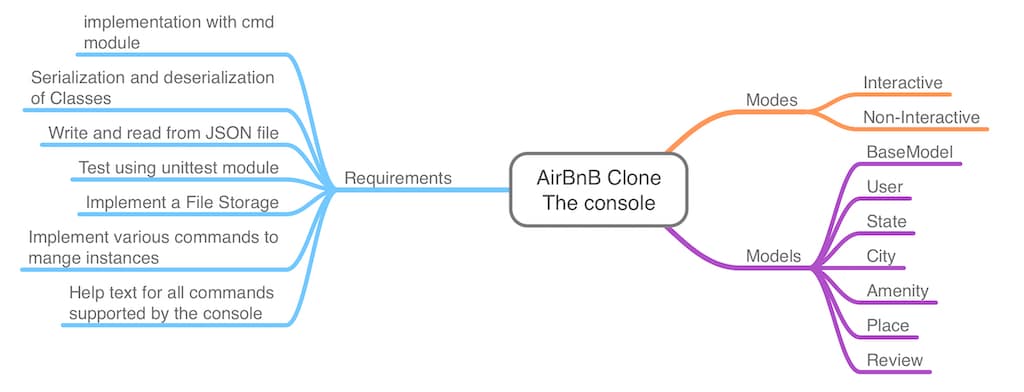 implementation with cmd
module
Serialization and deserialization
of Classes
Write and read from JSON file
Test using unittest module
Implement a File Storage
Implement various commands to
mange instances
Help text for all commands
supported by the console
Requirements
AirBnB Clone
The console
Modes
Interactive
Non-Interactive
Models
BaseModel
User
State
City
Amenity
Place
Review